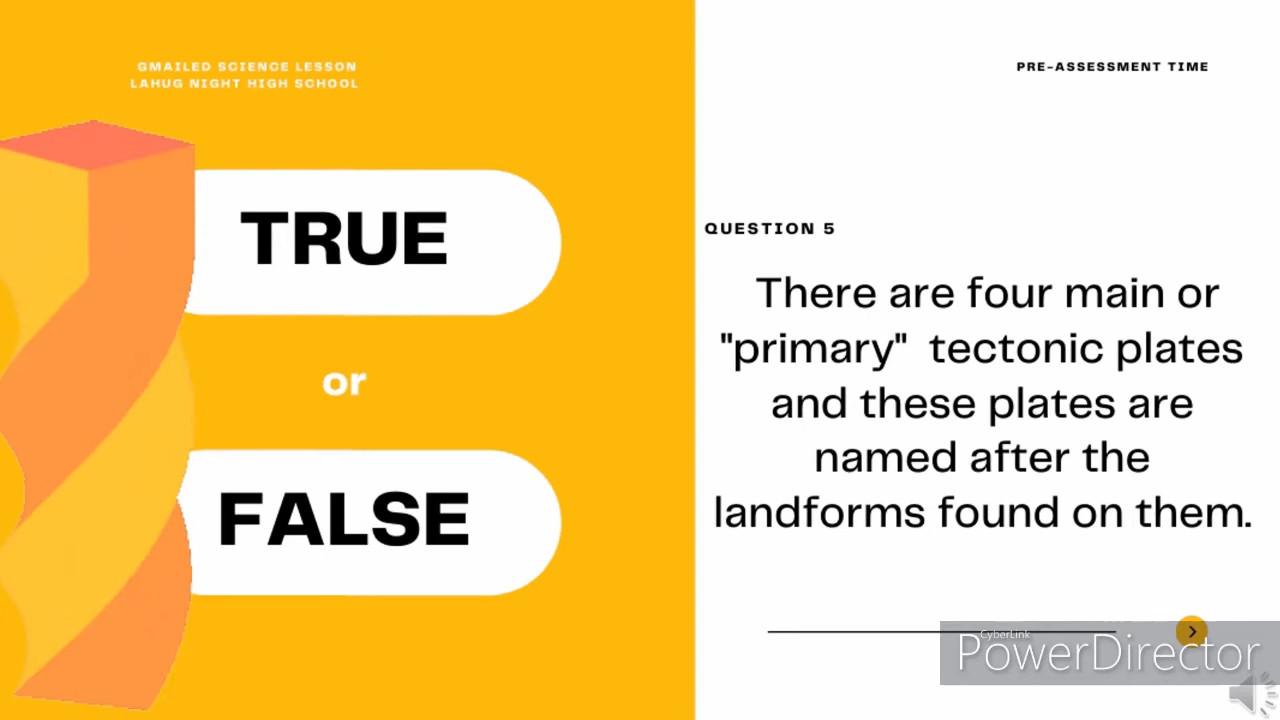 GMAILED SCIENCE LESSON
LAHUG NIGHT HIGH SCHOOL
PRE-ASSESSMENT TIME
TRUE
or
FALSE
QUESTION 5
There are four main or
"primary" tectonic plates
and these plates are
named after the
landforms found on them.
CyberLink
PowerDirector